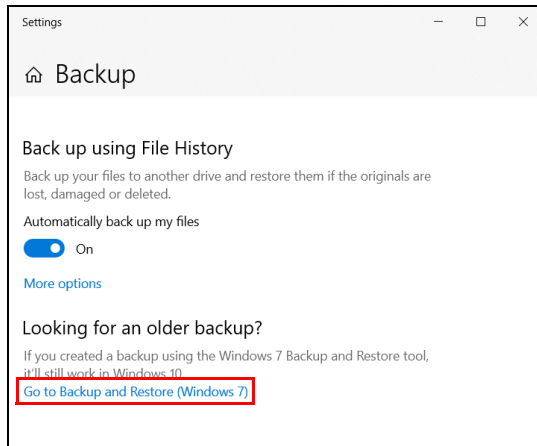 Settings
Backup
Back up using File History
Back up your files to another drive and restore them if the originals are
lost, damaged or deleted.
Automatically back up my files
On
More options
Looking for an older backup?
If you created a backup using the Windows 7 Backup and Restore tool,
it'll still work in Windows 10.
Go to Backup and Restore (Windows 7)